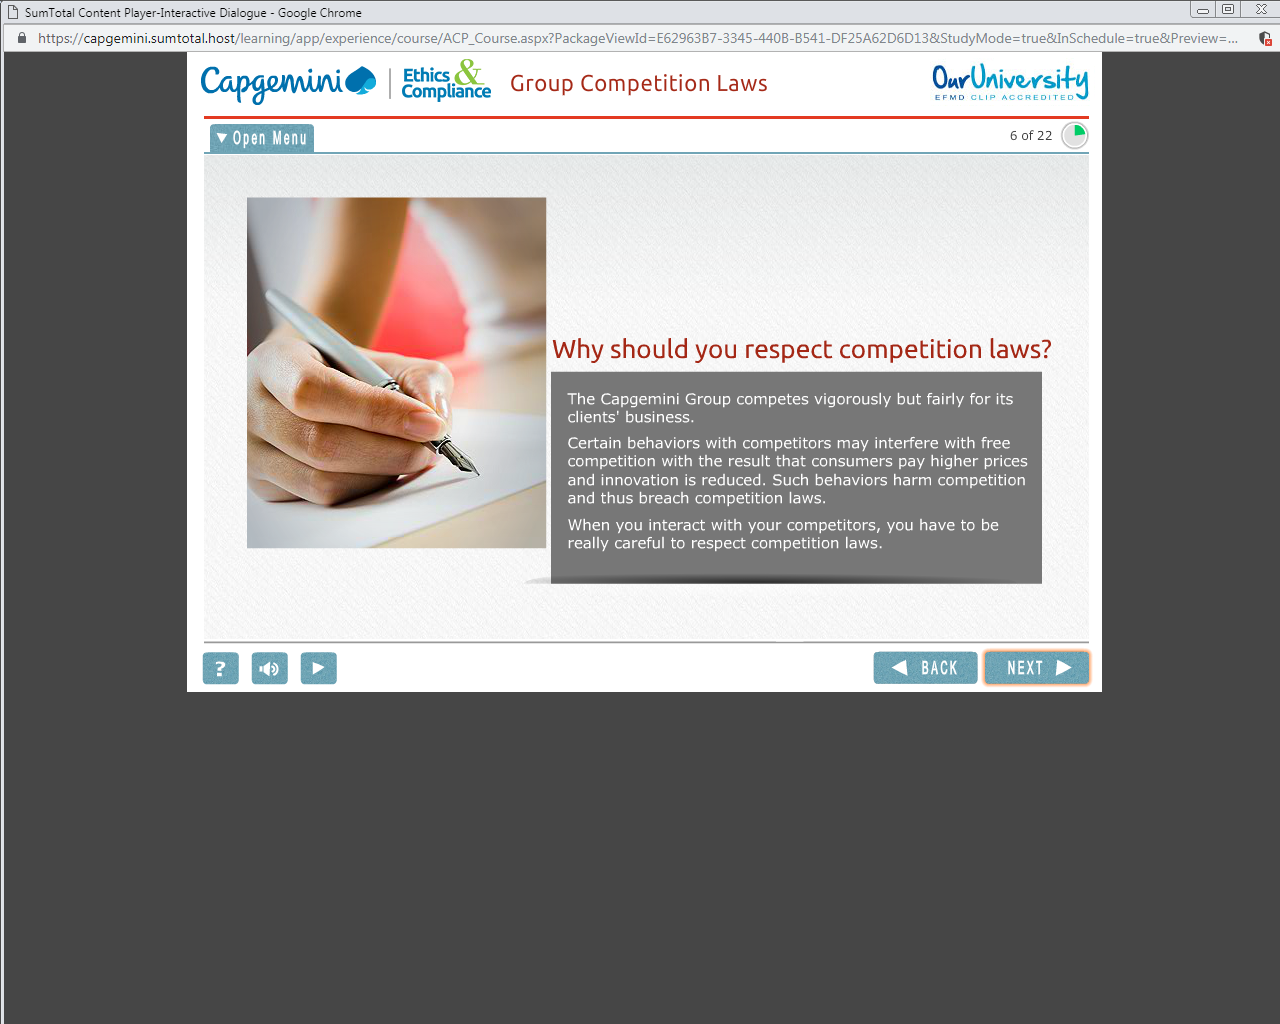 SumTotal Content Player-Interactive Dialogue - Google Chrome
https://capgemini.sumtotal.host/learning/app/experience/course/ACP_Course.aspx?PackageViewId=E62963B7-3345-440B-B541-DF25A62D6D13&StudyMode=true&InSchedule=true&Preview=...
Capgemini
Ethics &
Compliance
Group Competition Laws
OurUniversity
EFMD CLIP ACCREDITED
Open Menu
6 of 22
Why should you respect competition laws?
The Capgemini Group competes vigorously but fairly for its
clients' business.
Certain behaviors with competitors may interfere with free
competition with the result that consumers pay higher prices
and innovation is reduced. Such behaviors harm competition
and thus breach competition laws.
When you interact with your competitors, you have to be
really careful to respect competition laws.
?
BACK
NEXT